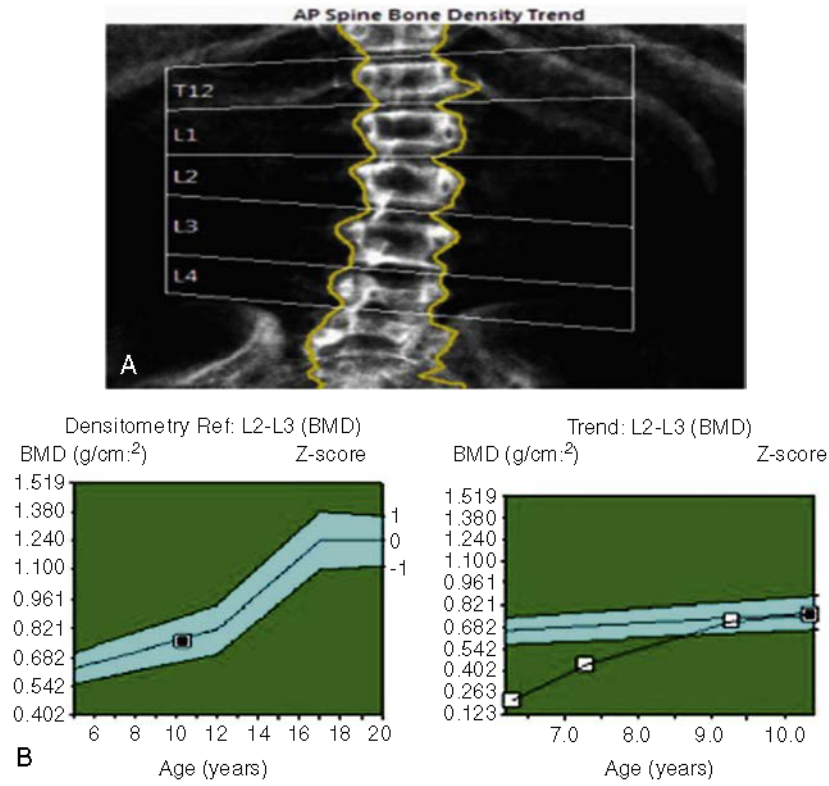 AP Spine Bone Density Trend
T12
L1
L2
L3
L4
A
Densitometry Ref: L2-L3 (BMD)
BMD (g/cm:²)
Z-score
1.519
1.380
1.240
1.100
0.961
0.821
0.682
0.542
0.402
1
0
-1
6 8 10 12 14 16 18 20
Age (years)
B
Trend: L2-L3 (BMD)
BMD (g/cm:²)
Z-score
1.519
1.380
1.240
1.100
0.961
0.821
0.682
0.542
0.402
0.263
0.123
7.0 8.0 9.0 10.0
Age (years)